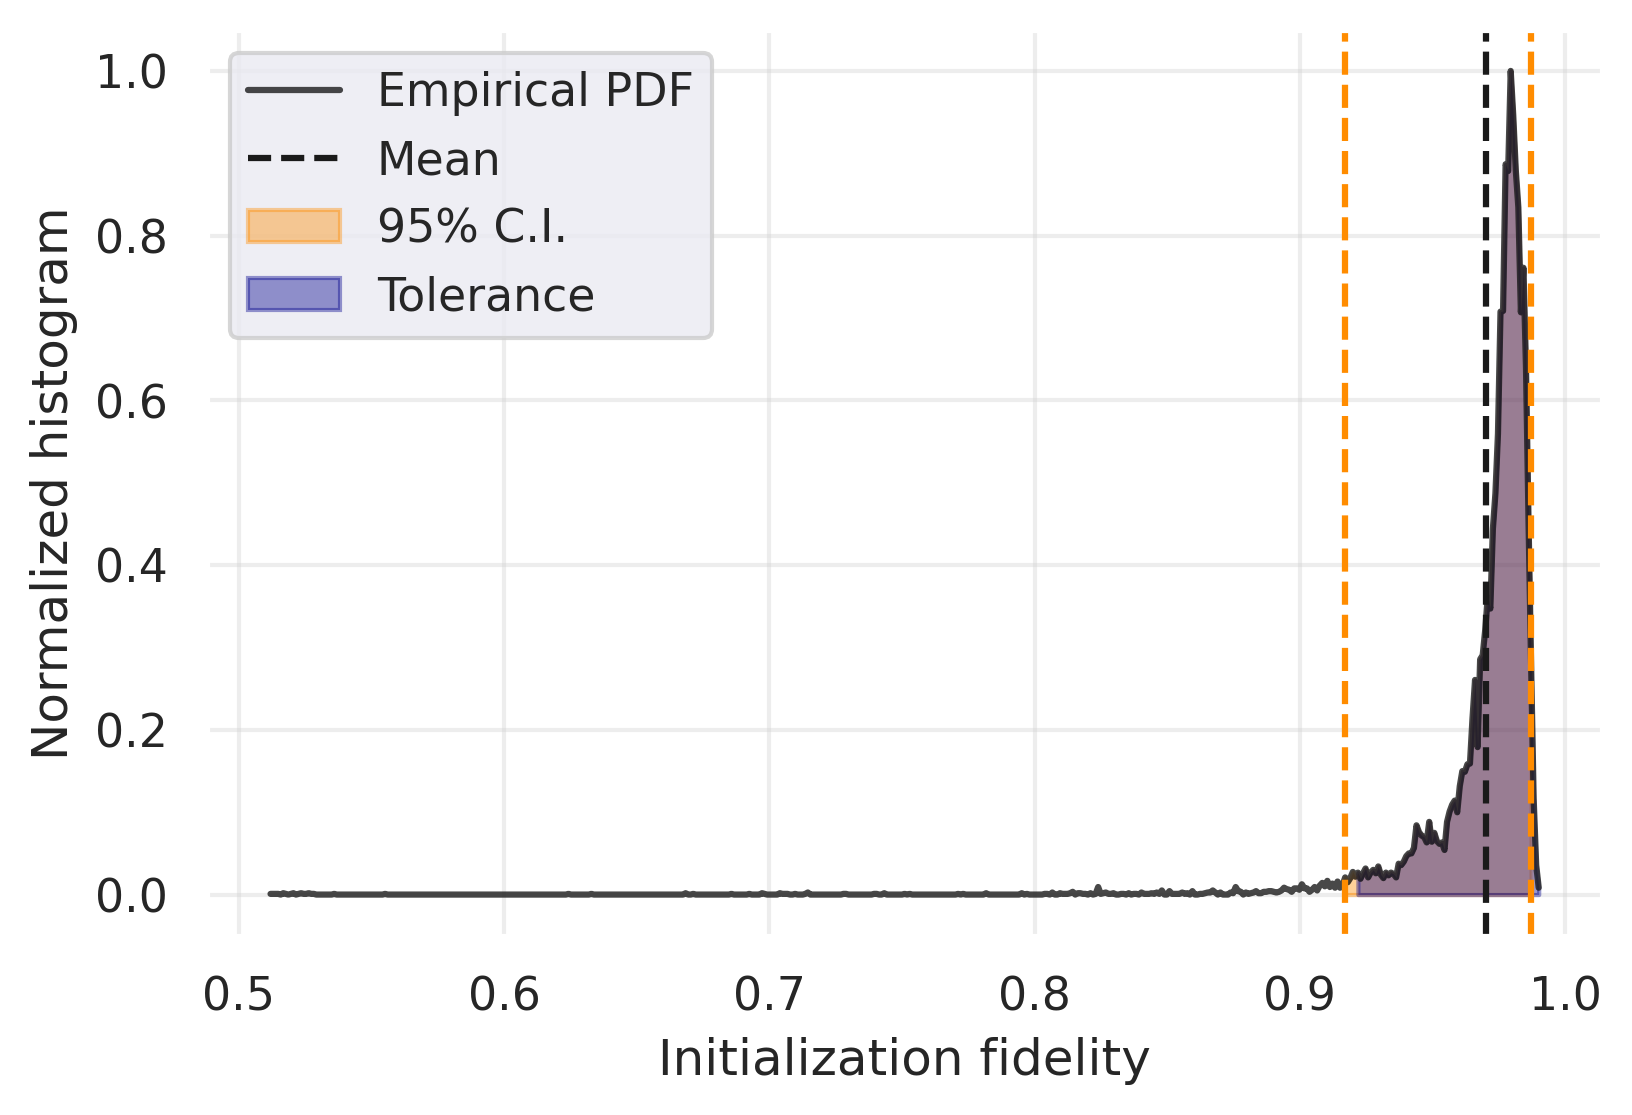 Empirical PDF
Mean
95% C.I.
Tolerance
Normalized histogram
1.0
0.8
0.6
0.4
0.2
0.0
0.5 0.6 0.7 0.8 0.9 1.0
Initialization fidelity